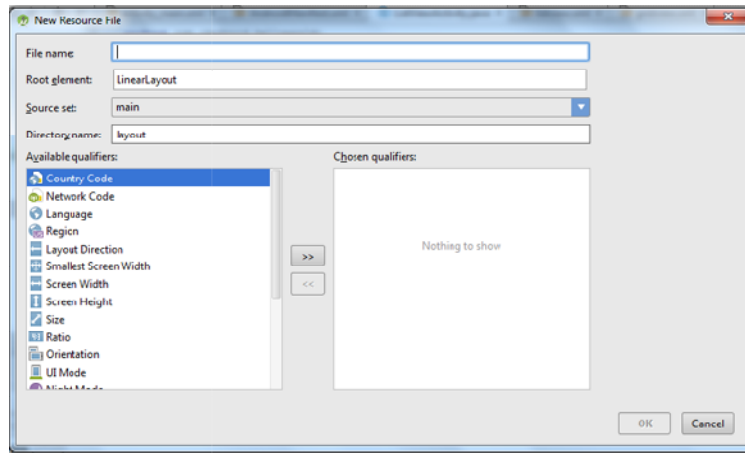 New Resource File
File name
Root element: LinearLayout
Source set: main
Directory name: layout
Available qualifiers:
Chosen qualifiers:
Country Code
Network Code
Language
Region
Layout Direction
Smallest Screen Width
Screen Width
Screen Height
Size
Ratio
Orientation
UI Mode
Night Mode
>>
<<
Nothing to show
OK
Cancel